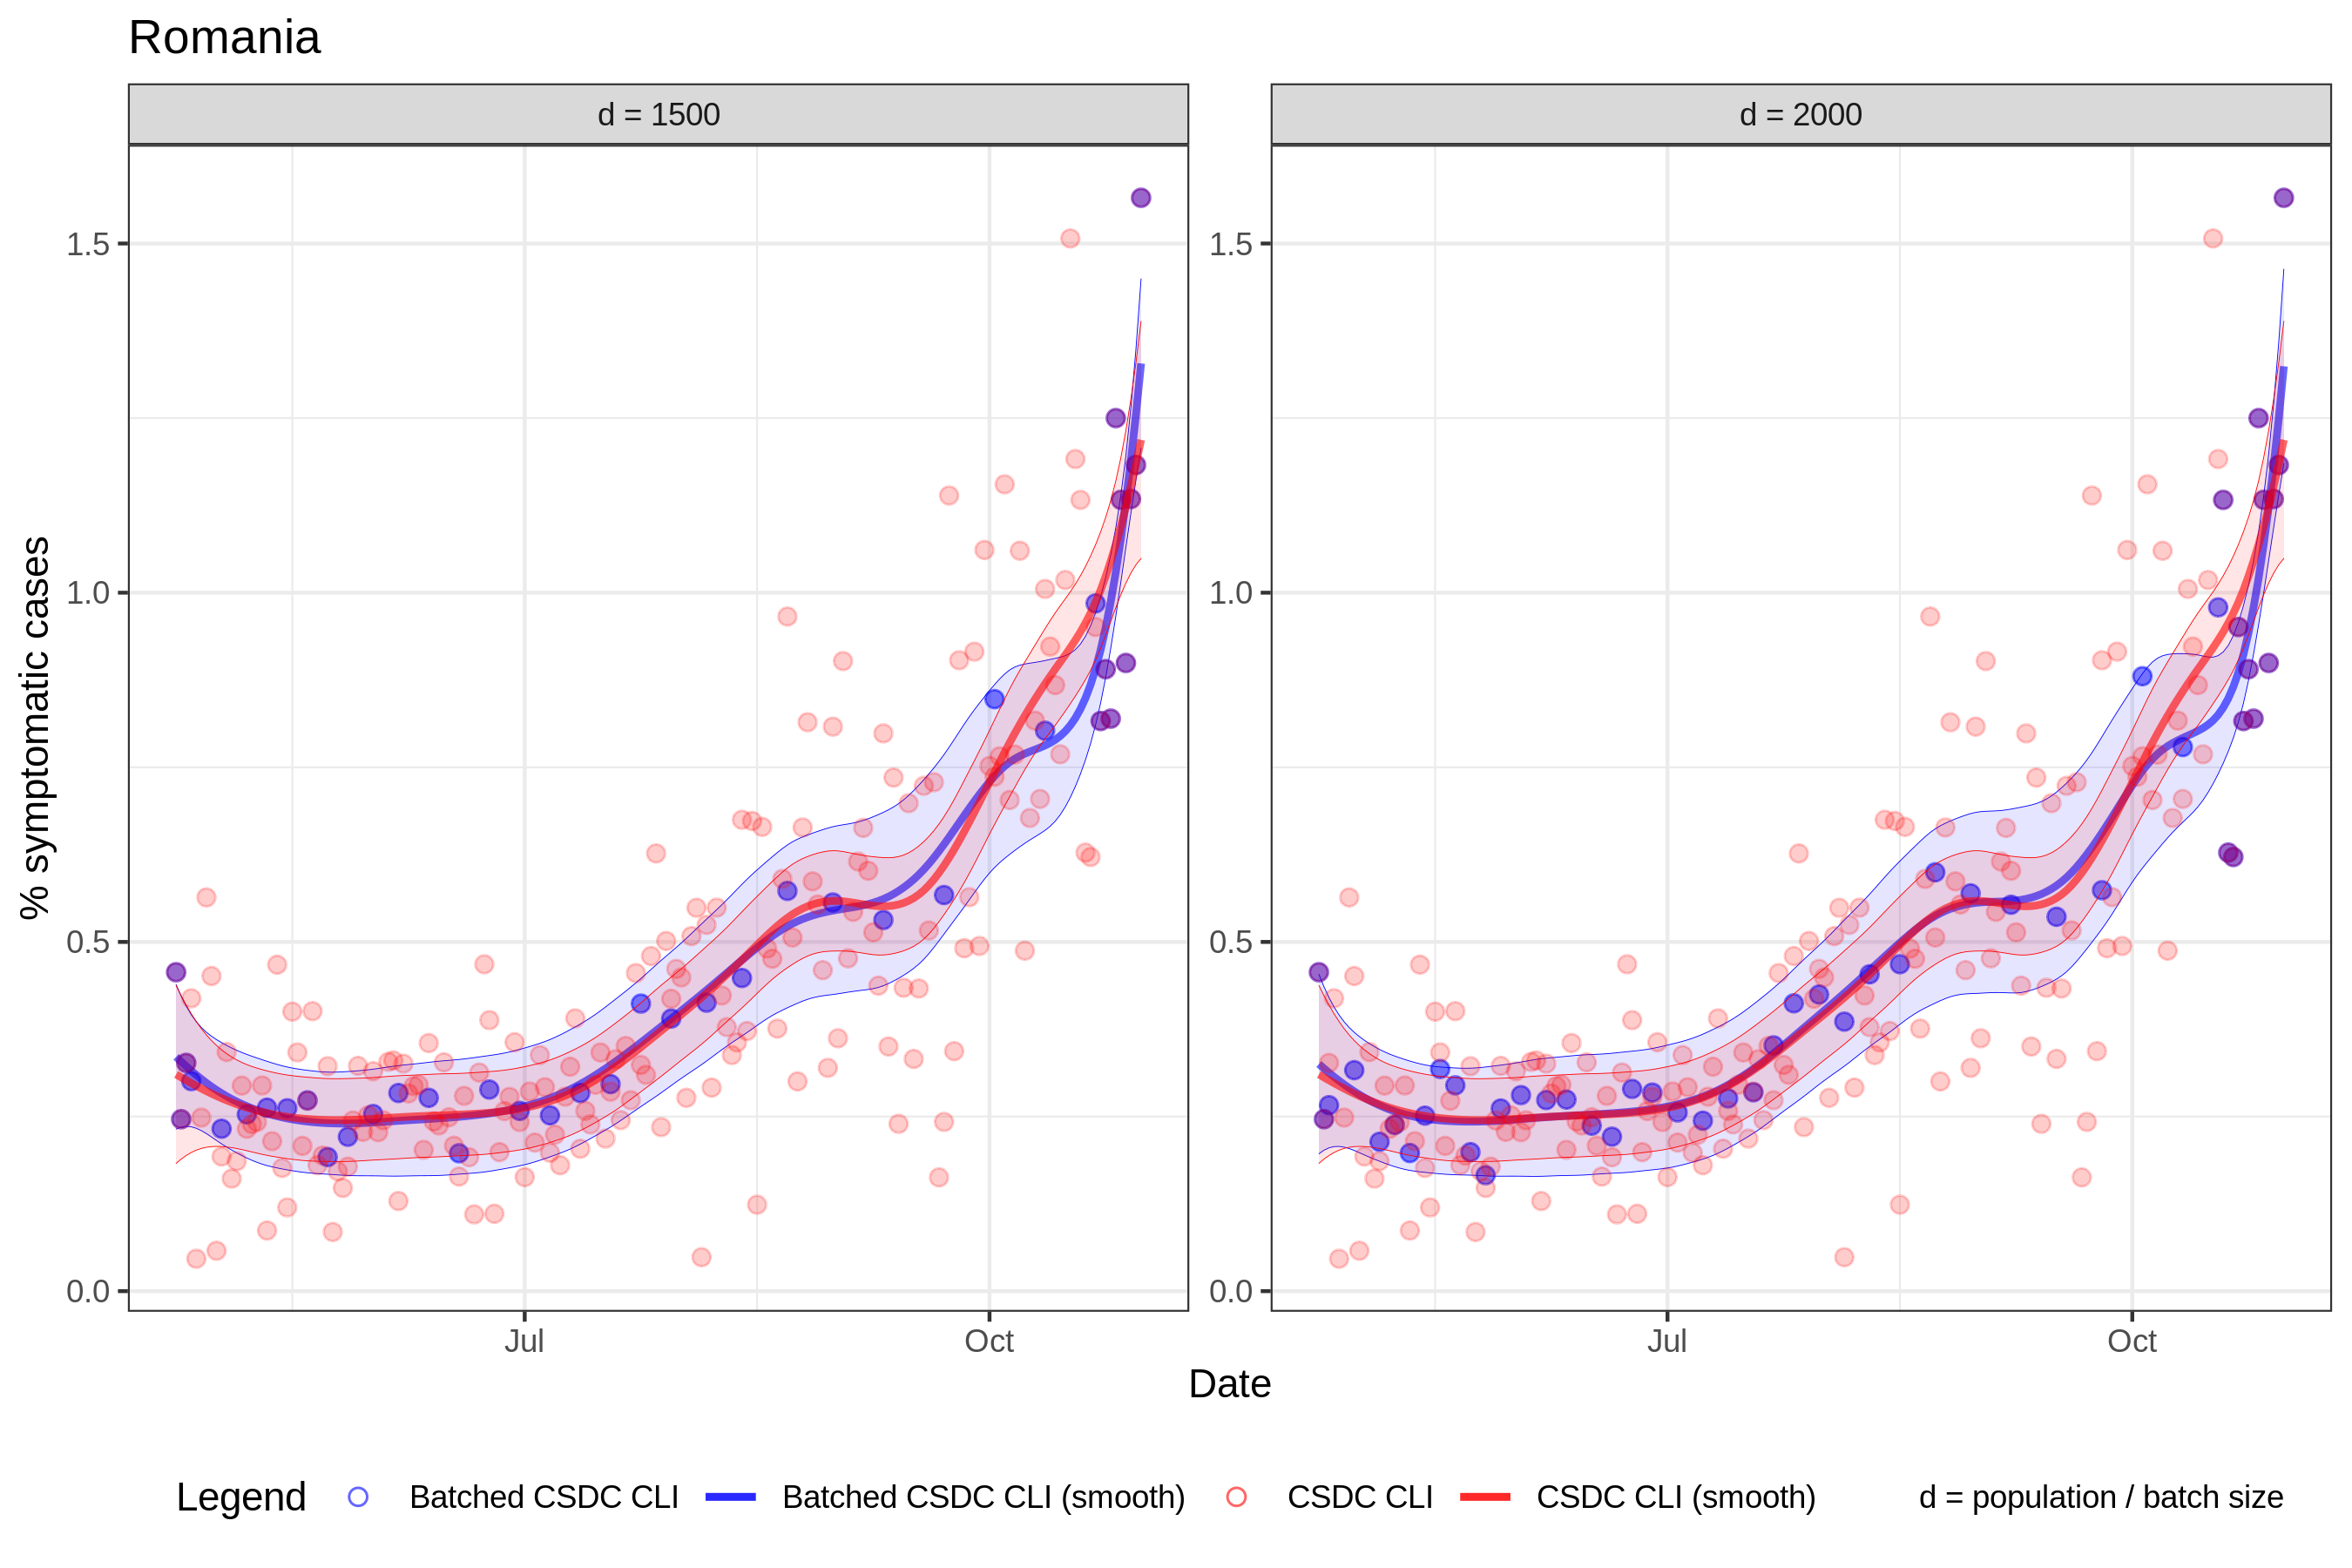 Romania
d = 1500
d = 2000
% symptomatic cases
1.5
1.0
0.5
0.0
1.5
1.0
0.5
0.0
Jul
Oct
Jul
Oct
Date
Legend
Batched CSDC CLI
Batched CSDC CLI (smooth)
CSDC CLI
CSDC CLI (smooth)
d = population / batch size